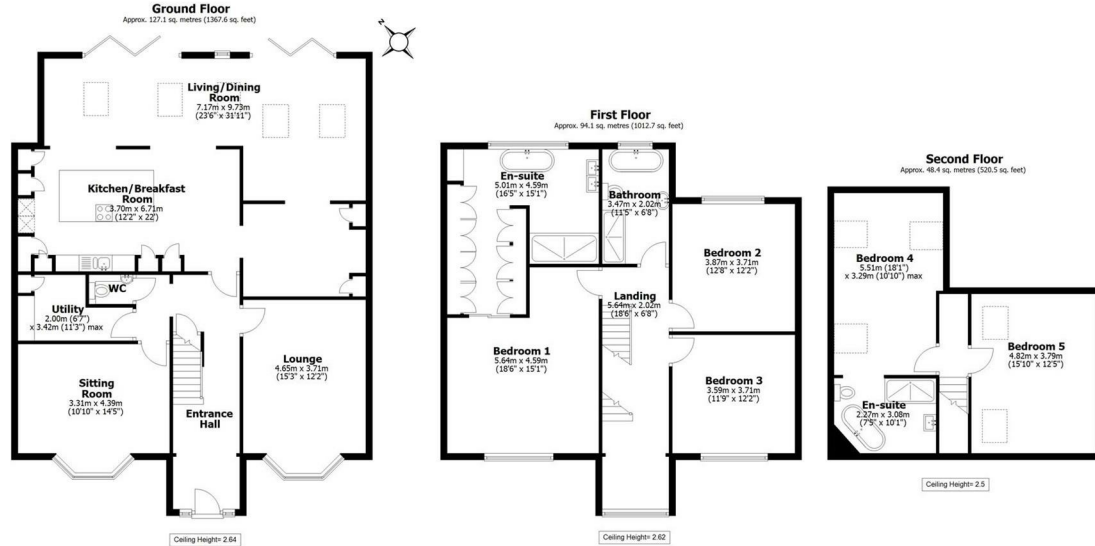 Ground Floor
Approx. 127.1 sq. metres (1367.6 sq. feet)
N
Living/Dining
Room
7.17m x 9.73m
(23'6" x 31'11")
Kitchen/Breakfast
Room
3.70m x 6.71m
(12'2" x 22')
WC
Utility
2.00m (6'7")
x 3.42m (11'3") max
Sitting
Room
3.31m x 4.39m
(10'10" x 14'5")
Lounge
4.65m x 3.71m
(15'3" x 12'2")
Entrance
Hall
Ceiling Height= 2.64
First Floor
Approx. 94.1 sq. metres (1012.7 sq. feet)
En-suite
5.01m x 4.59m
(16'5" x 15'1")
Bathroom
3.47m x 2.02m
(11'5" x 6'8")
Bedroom 2
3.87m x 3.71m
(12'8" x 12'2")
Landing
5.64m x 2.02m
(18'6" x 6'8")
Bedroom 1
5.64m x 4.59m
(18'6" x 15'1")
Bedroom 3
3.59m x 3.71m
(11'9" x 12'2")
Ceiling Height= 2.62
Second Floor
Approx. 48.4 sq. metres (520.5 sq. feet)
Bedroom 4
5.51m (18'1")
x 3.29m (10'10") max
Bedroom 5
4.82m x 3.79m
(15'10" x 12'5")
En-suite
2.27m x 3.08m
(7'5" x 10'1")
Ceiling Height= 2.5